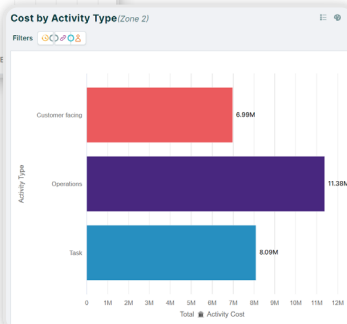 Cost by Activity Type(Zone 2)
Filters
Customer facing
6.99M
Operations
11.38M
Task
8.09M
Activity Type
0 1M 2M 3M 4M 5M 6M 7M 8M 9M 10M 11M 12M
Total Activity Cost